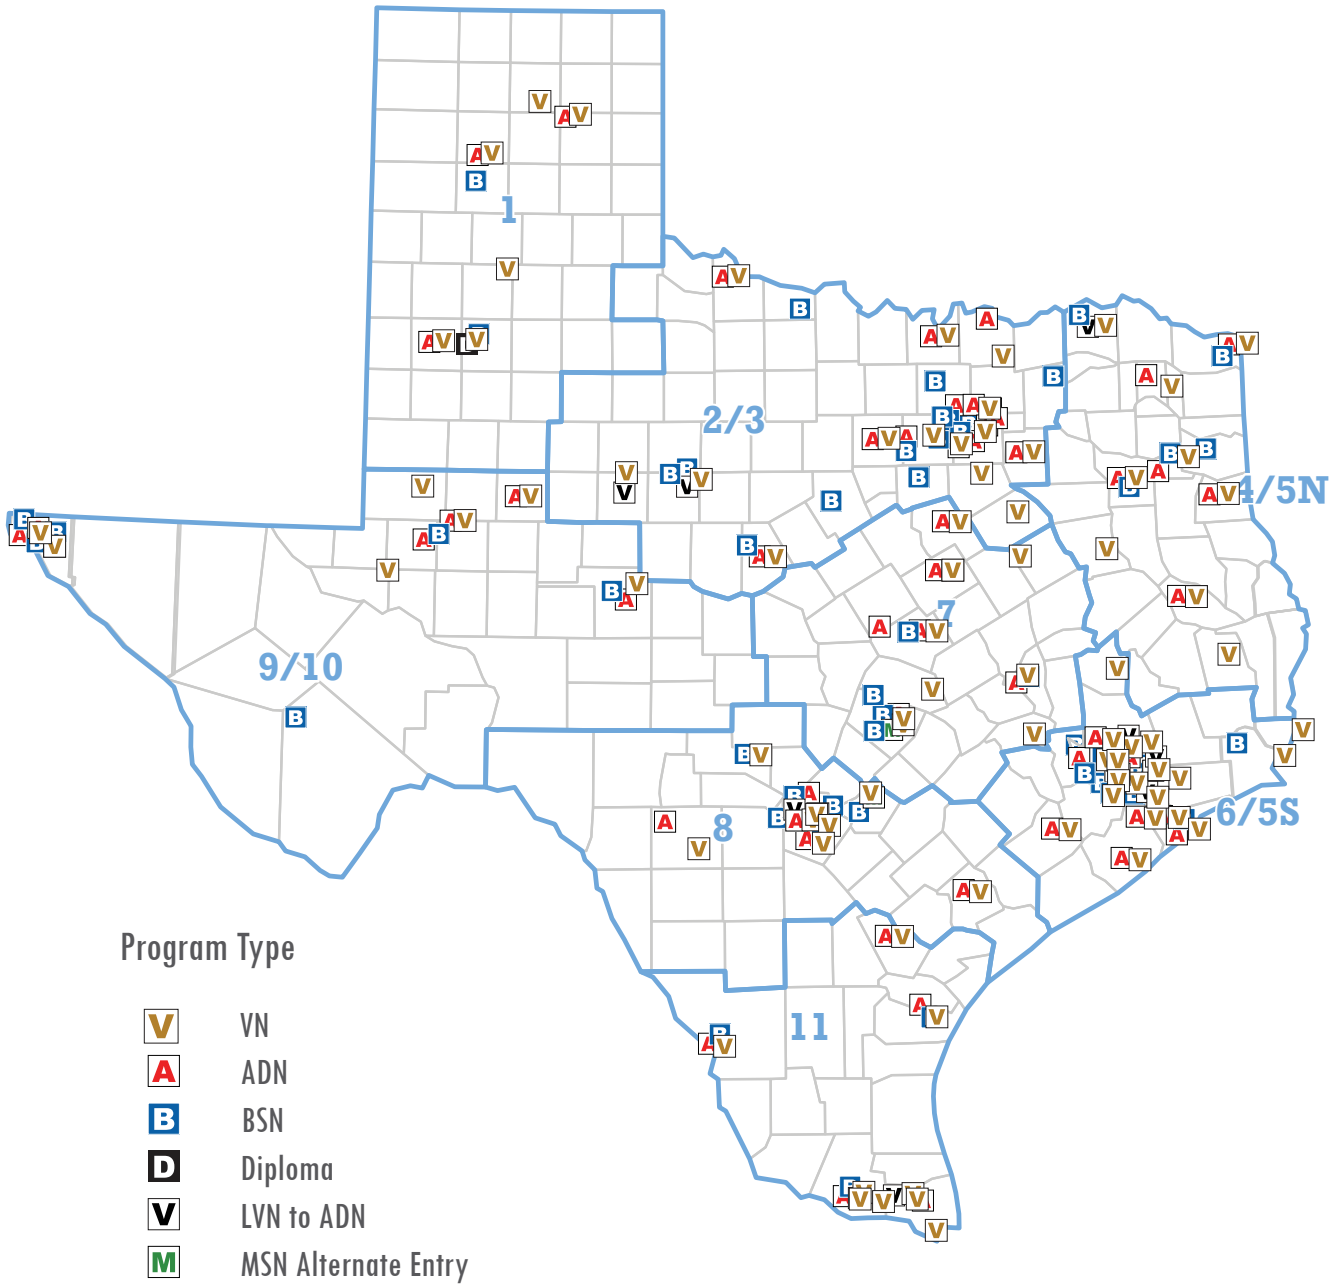 1
2/3
4/5N
7
9/10
6/5S
8
11
Program Type
V VN
A ADN
B BSN
D Diploma
V LVN to ADN
M MSN Alternate Entry